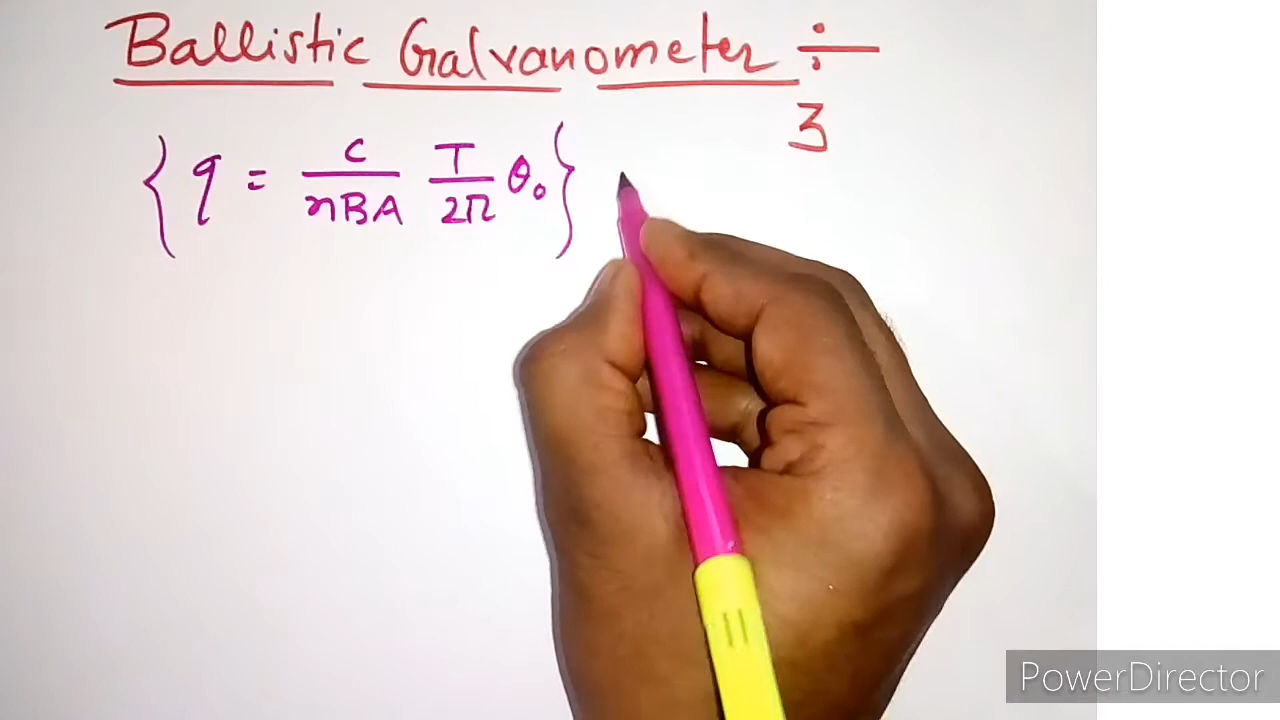 Ballistic Galvanometer ÷
3
{ q = c/nBA T/2π θ₀ }
PowerDirector